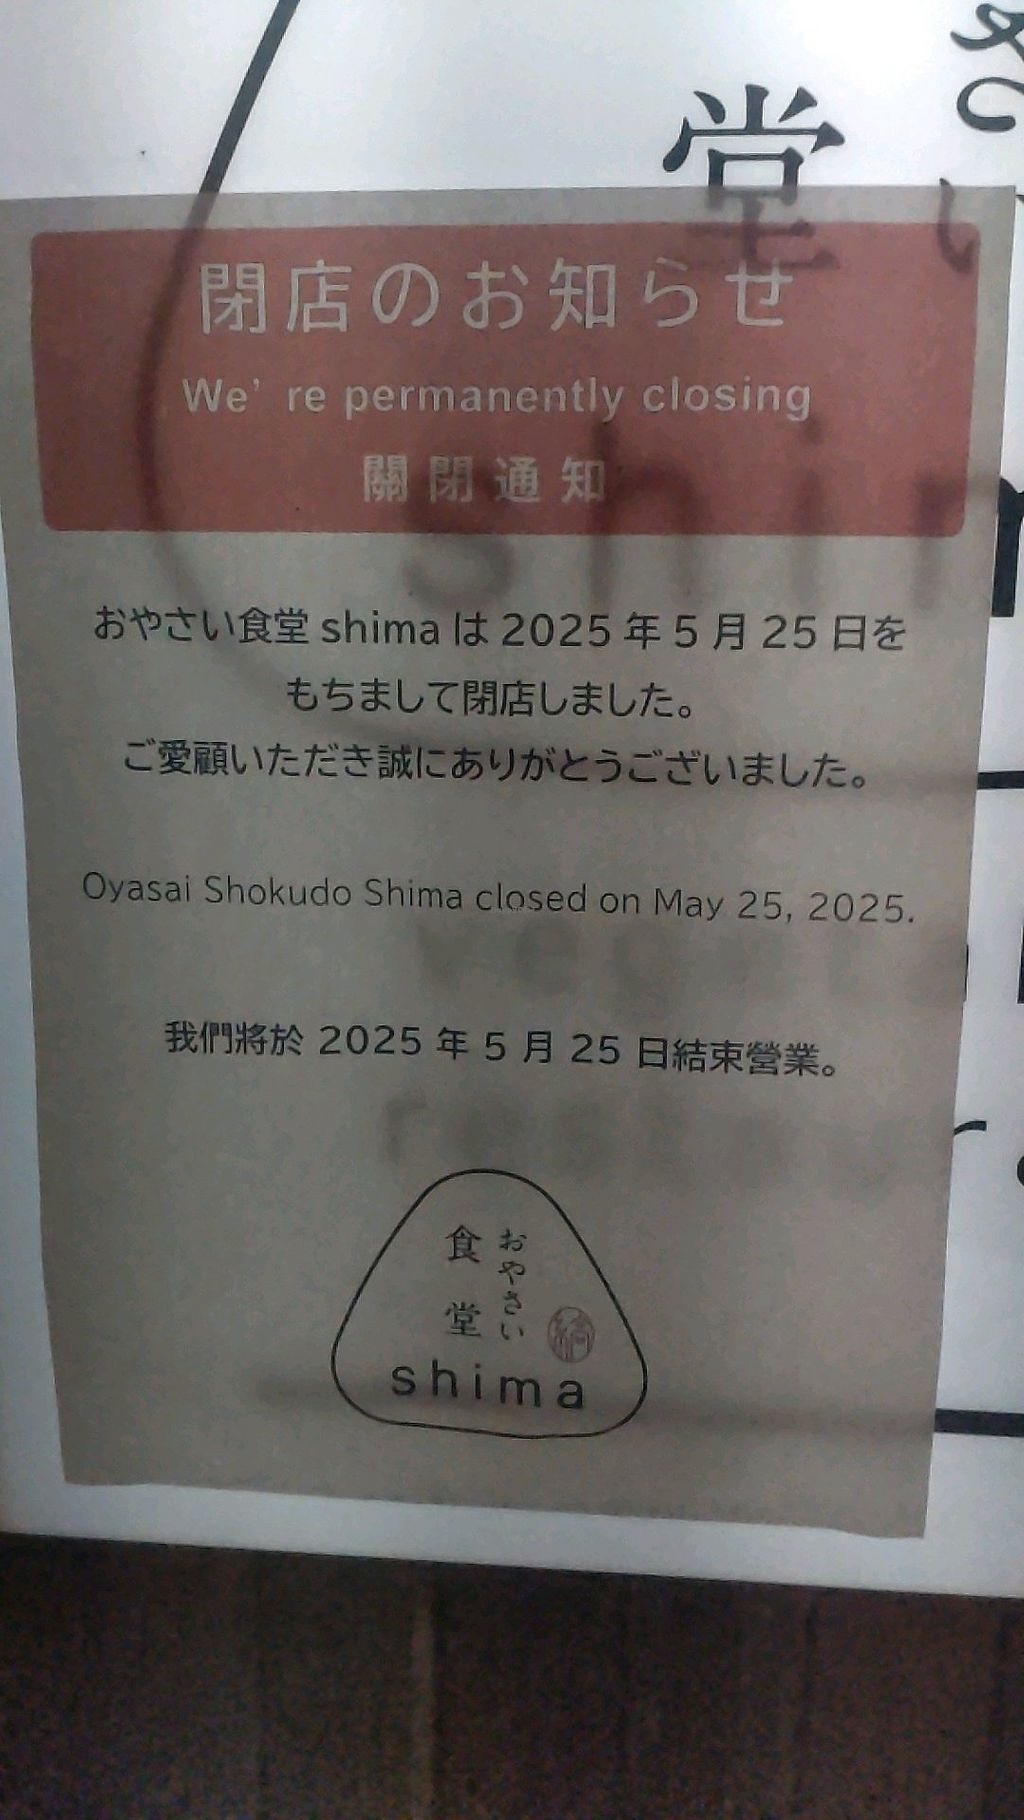 堂
さい
閉店のお知らせ
We' re permanently closing
關閉通知
おやさい食堂 shima は 2025 年 5 月 25 日を
もちまして閉店しました。
ご愛顧いただき誠にありがとうございました。
Oyasai Shokudo Shima closed on May 25, 2025.
我們將於 2025 年 5 月 25 日結束營業。
おやさい
食堂
縞
shima